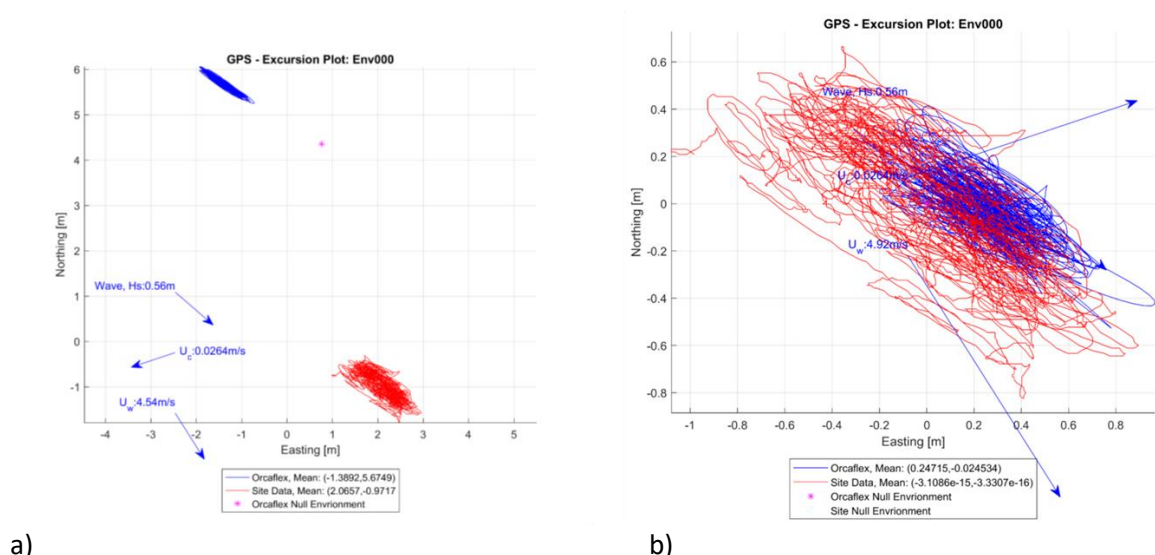 GPS - Excursion Plot: Env000
6
5
4
3
2
1
0
-1
Northing [m]
Wave, Hs:0.56m
U_c:0.0264m/s
U_w:4.54m/s
-4 -3 -2 -1 0 1 2 3 4 5
Easting [m]
Orcaflex, Mean: (-1.3892,5.6749)
Site Data, Mean: (2.0657,-0.9717
Orcaflex Null Envrionment
a)
GPS - Excursion Plot: Env000
0.6
0.4
0.2
0
-0.2
-0.4
-0.6
-0.8
Northing [m]
Wave, Hs:0.56m
U_c:0.0264m/s
U_w:4.92m/s
-1 -0.8 -0.6 -0.4 -0.2 0 0.2 0.4 0.6 0.8
Easting [m]
Orcaflex, Mean: (0.24715,-0.024534)
Site Data, Mean: (-3.1086e-15,-3.3307e-16)
Orcaflex Null Envrionment
Site Null Envrionment
b)